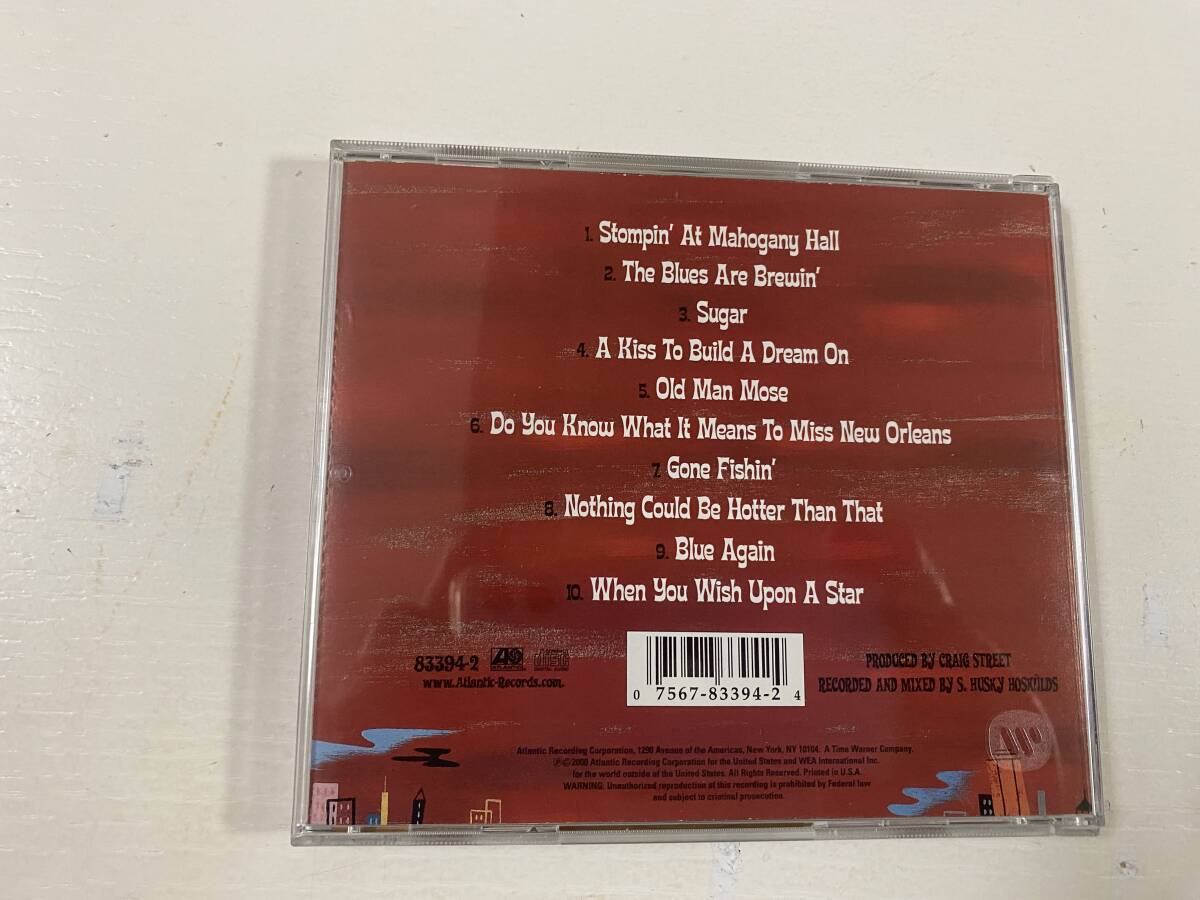 1. Stompin' At Mahogany Hall
2. The Blues Are Brewin'
3. Sugar
4. A Kiss To Build A Dream On
5. Old Man Mose
6. Do You Know What It Means To Miss New Orleans
7. Gone Fishin'
8. Nothing Could Be Hotter Than That
9. Blue Again
10. When You Wish Upon A Star
83394-2
ATLANTIC
DISC
DIGITAL AUDIO
www.Atlantic-Records.com.
0 7567-83394-2 4
PRODUCED BY CRAIG STREET
RECORDED AND MIXED BY S. HUSKY HOSKULDS
Atlantic Recording Corporation, 1290 Avenue of the Americas, New York, NY 10104. A Time Warner Company.
℗©2000 Atlantic Recording Corporation for the United States and WEA International Inc.
for the world outside of the United States. All Rights Reserved. Printed in U.S.A.
WARNING: Unauthorized reproduction of this recording is prohibited by Federal law
and subject to criminal prosecution.